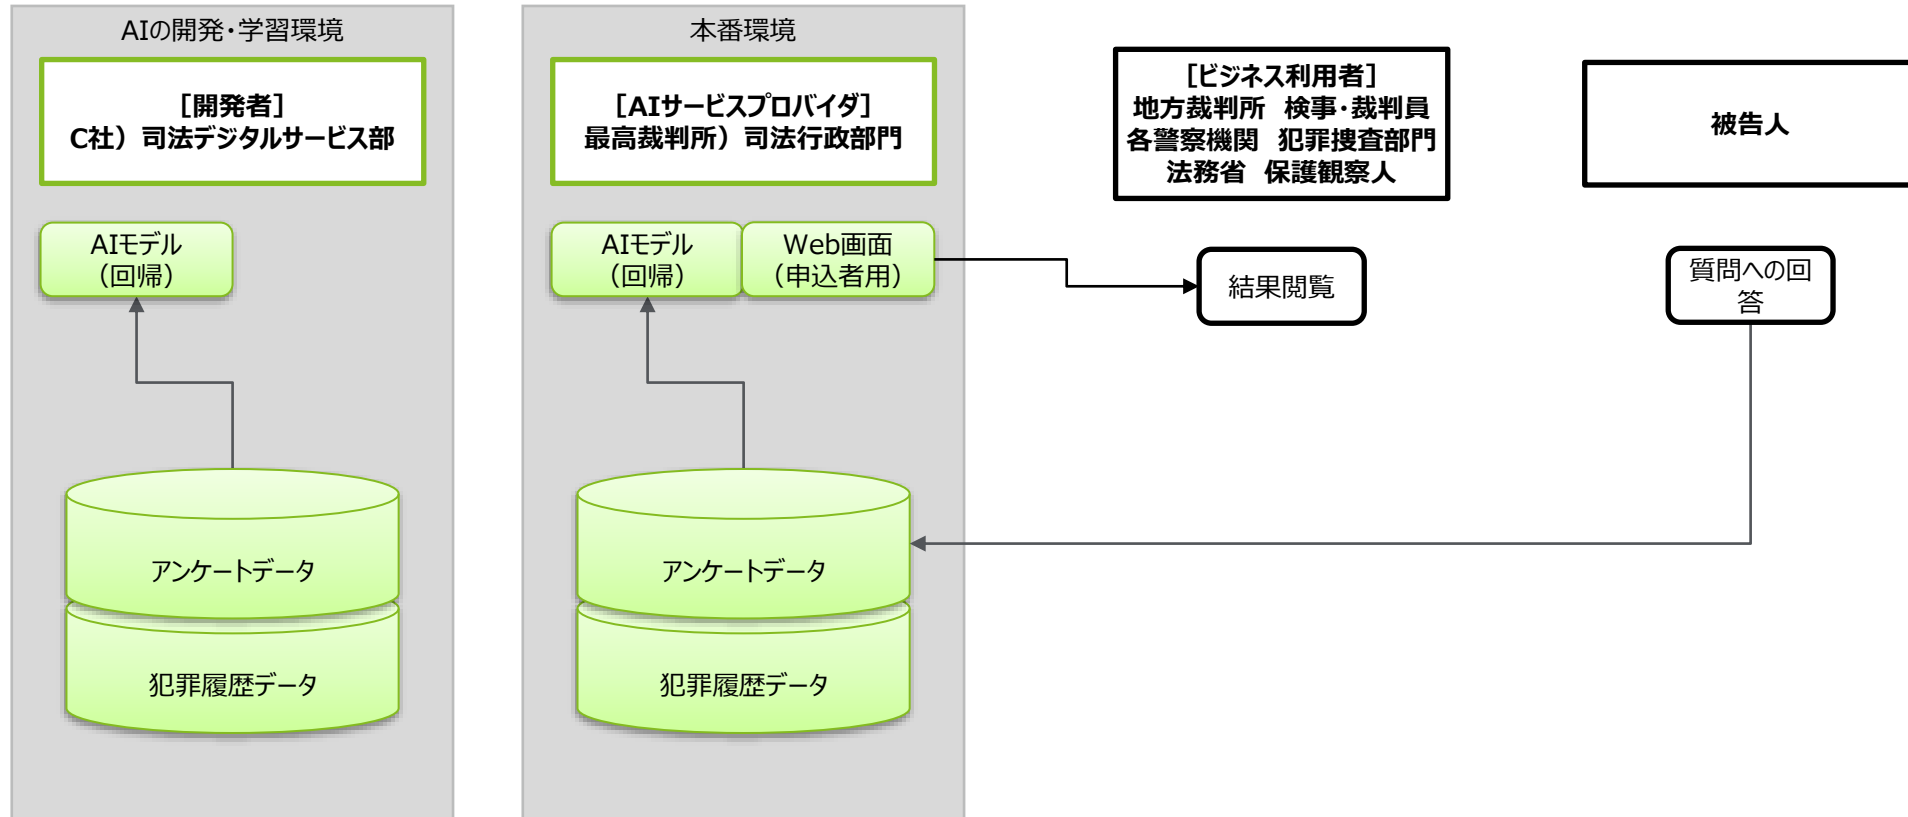 AIの開発・学習環境
［開発者］
C社）司法デジタルサービス部
AIモデル
（回帰）
アンケートデータ
犯罪履歴データ
本番環境
［AIサービスプロバイダ］
最高裁判所）司法行政部門
AIモデル
（回帰）
Web画面
（申込者用）
アンケートデータ
犯罪履歴データ
［ビジネス利用者］
地方裁判所　検事・裁判員
各警察機関　犯罪捜査部門
法務省　保護観察人
結果閲覧
被告人
質問への回
答